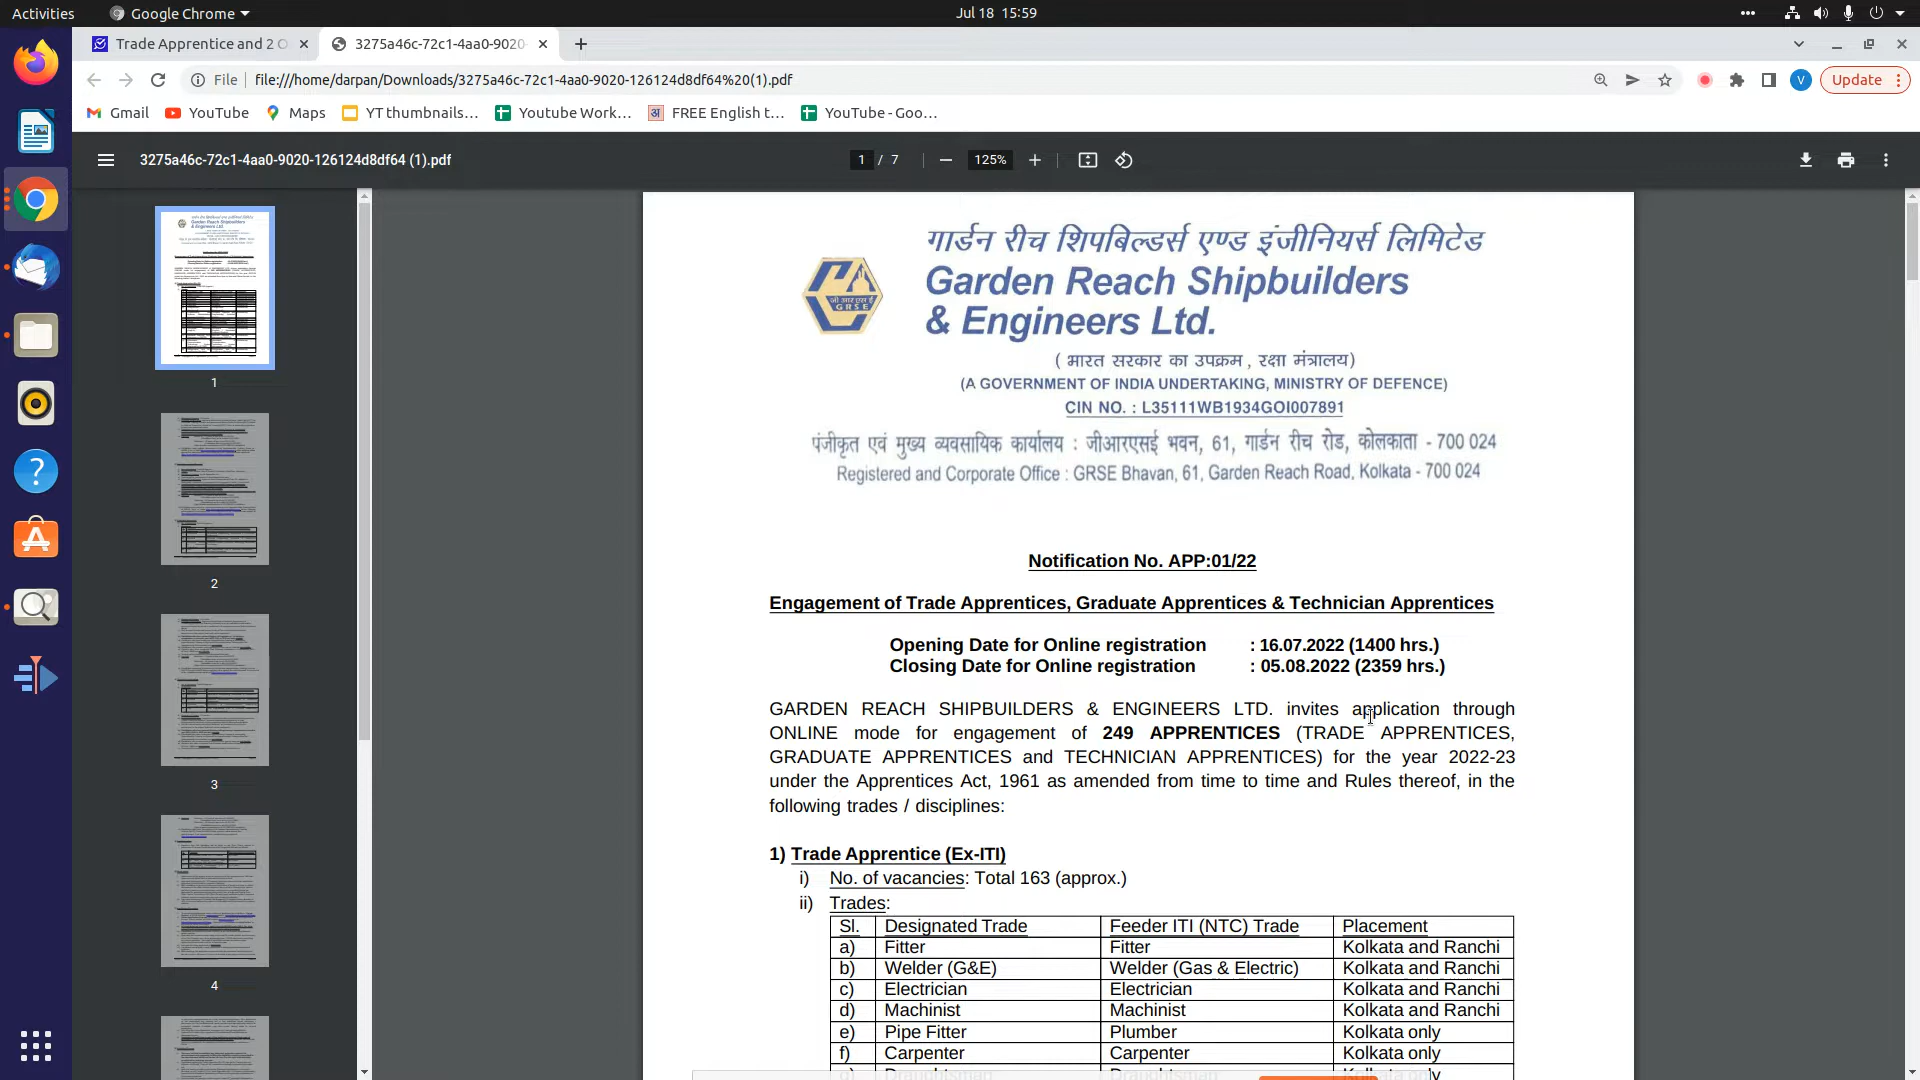 Activities
Google Chrome
Jul 18 15:59
Trade Apprentice and 2 O
3275a46c-72c1-4aa0-9020-
File
file:///home/darpan/Downloads/3275a46c-72c1-4aa0-9020-126124d8df64%20(1).pdf
V
Update
Gmail
YouTube
Maps
YT thumbnails...
Youtube Work...
FREE English t...
YouTube - Goo...
3275a46c-72c1-4aa0-9020-126124d8df64 (1).pdf
1 / 7
125%
1
2
3
4
गार्डन रीच शिपबिल्डर्स एण्ड इंजीनियर्स लिमिटेड
Garden Reach Shipbuilders
& Engineers Ltd.
जी आर एस ई
GRSE
( भारत सरकार का उपक्रम , रक्षा मंत्रालय)
(A GOVERNMENT OF INDIA UNDERTAKING, MINISTRY OF DEFENCE)
CIN NO. : L35111WB1934GOI007891
पंजीकृत एवं मुख्य व्यवसायिक कार्यालय : जीआरएसई भवन, 61, गार्डन रीच रोड, कोलकाता - 700 024
Registered and Corporate Office : GRSE Bhavan, 61, Garden Reach Road, Kolkata - 700 024
Notification No. APP:01/22
Engagement of Trade Apprentices, Graduate Apprentices & Technician Apprentices
Opening Date for Online registration : 16.07.2022 (1400 hrs.)
Closing Date for Online registration : 05.08.2022 (2359 hrs.)
GARDEN REACH SHIPBUILDERS & ENGINEERS LTD. invites application through
ONLINE mode for engagement of 249 APPRENTICES (TRADE APPRENTICES,
GRADUATE APPRENTICES and TECHNICIAN APPRENTICES) for the year 2022-23
under the Apprentices Act, 1961 as amended from time to time and Rules thereof, in the
following trades / disciplines:
1) Trade Apprentice (Ex-ITI)
i) No. of vacancies: Total 163 (approx.)
ii) Trades:
Sl. Designated Trade Feeder ITI (NTC) Trade Placement
a) Fitter Fitter Kolkata and Ranchi
b) Welder (G&E) Welder (Gas & Electric) Kolkata and Ranchi
c) Electrician Electrician Kolkata and Ranchi
d) Machinist Machinist Kolkata and Ranchi
e) Pipe Fitter Plumber Kolkata only
f) Carpenter Carpenter Kolkata only
g) Draughtsman Draughtsman Kolkata only